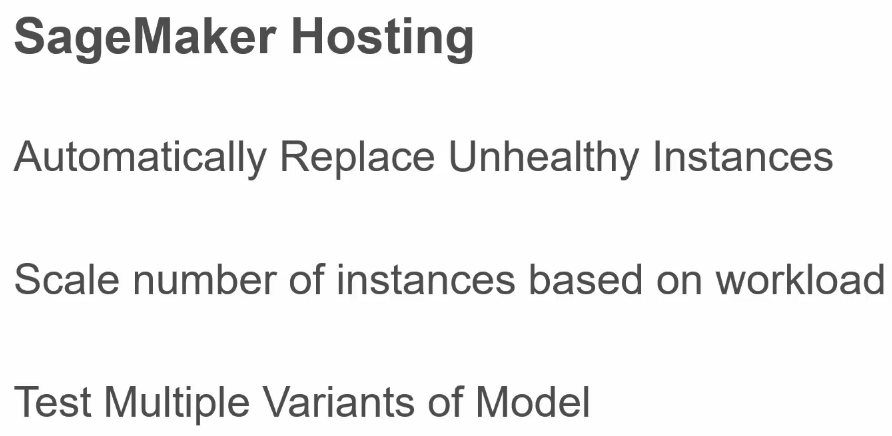 SageMaker Hosting
Automatically Replace Unhealthy Instances
Scale number of instances based on workload
Test Multiple Variants of Model